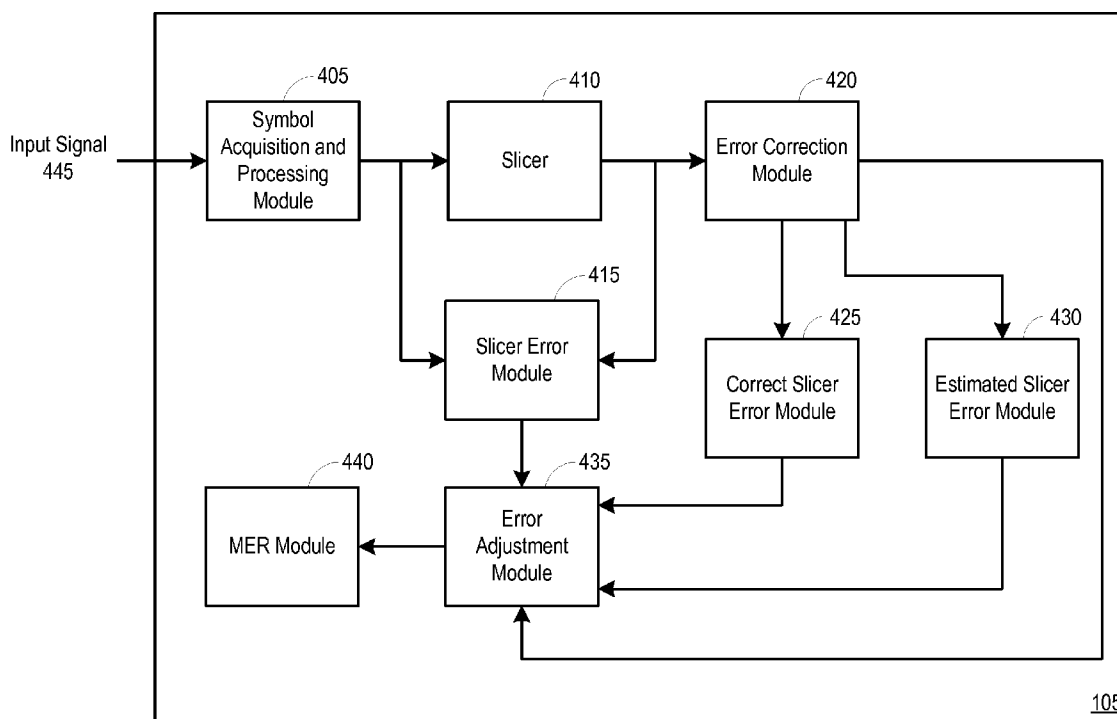 405
410
420
Input Signal
445
Symbol
Acquisition and
Processing
Module
Slicer
Error Correction
Module
415
425
430
Slicer Error
Module
Correct Slicer
Error Module
Estimated Slicer
Error Module
440
435
MER Module
Error
Adjustment
Module
105